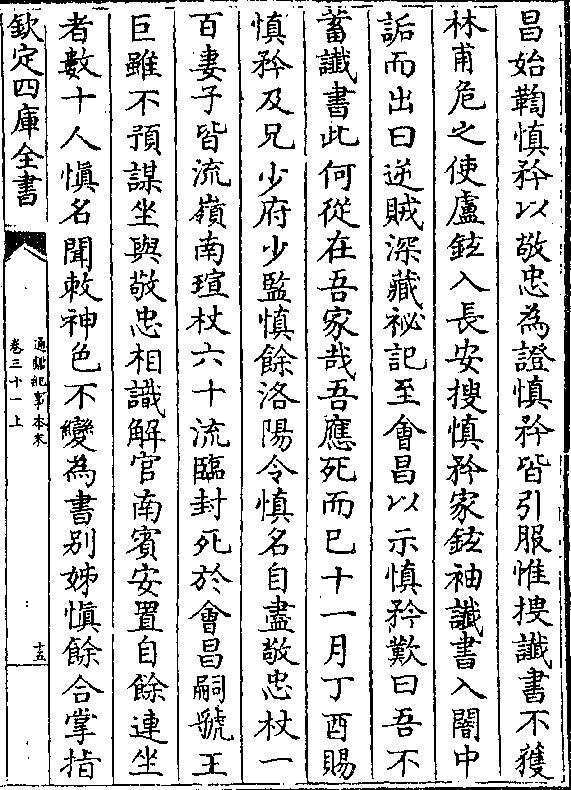 昌始鞫慎矜以敬忠為證慎矜皆引服惟搜讖書不獲
林甫危之使盧鉉入長安搜慎矜家鉉袖讖書入闇中
詬而出曰逆賊深藏祕記至會昌以示慎矜歎曰吾不
蓄讖書此何從在吾家哉吾應死而已十一月丁酉賜
慎矜及兄少府少監慎餘洛陽令慎名自盡敬忠杖一
百妻子皆流嶺南瑄杖六十流臨封死於會昌嗣虢王
巨雖不預謀坐與敬忠相識解官南賓安置自餘連坐
者數十人慎名聞敕神色不變為書別姊慎餘合掌指
欽定四庫全書
通鑑紀事本末
卷三十一上
十五